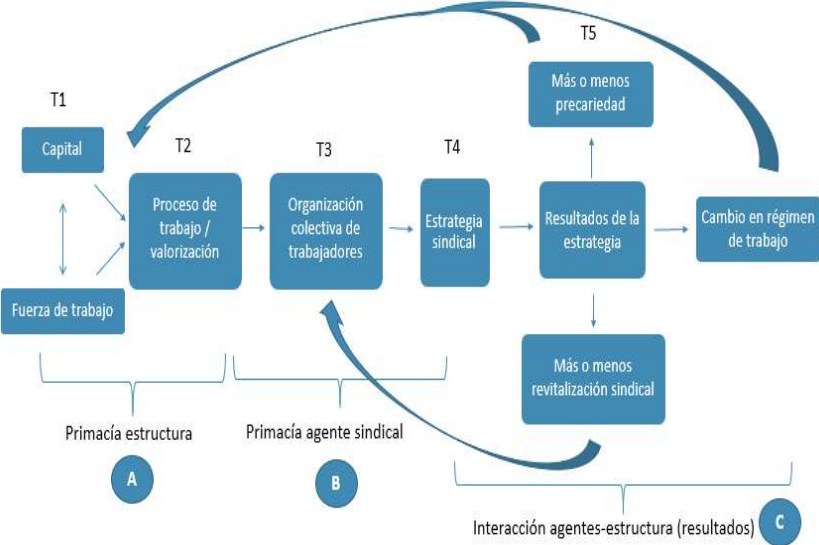 T1
Capital
Fuerza de trabajo
T2
Proceso de
trabajo /
valorización
T3
Organización
colectiva de
trabajadores
T4
Estrategia
sindical
T5
Más o menos
precariedad
Resultados de la
estrategia
Cambio en régimen
de trabajo
Más o menos
revitalización sindical
Primacía estructura
A
Primacía agente sindical
B
Interacción agentes-estructura (resultados)
C